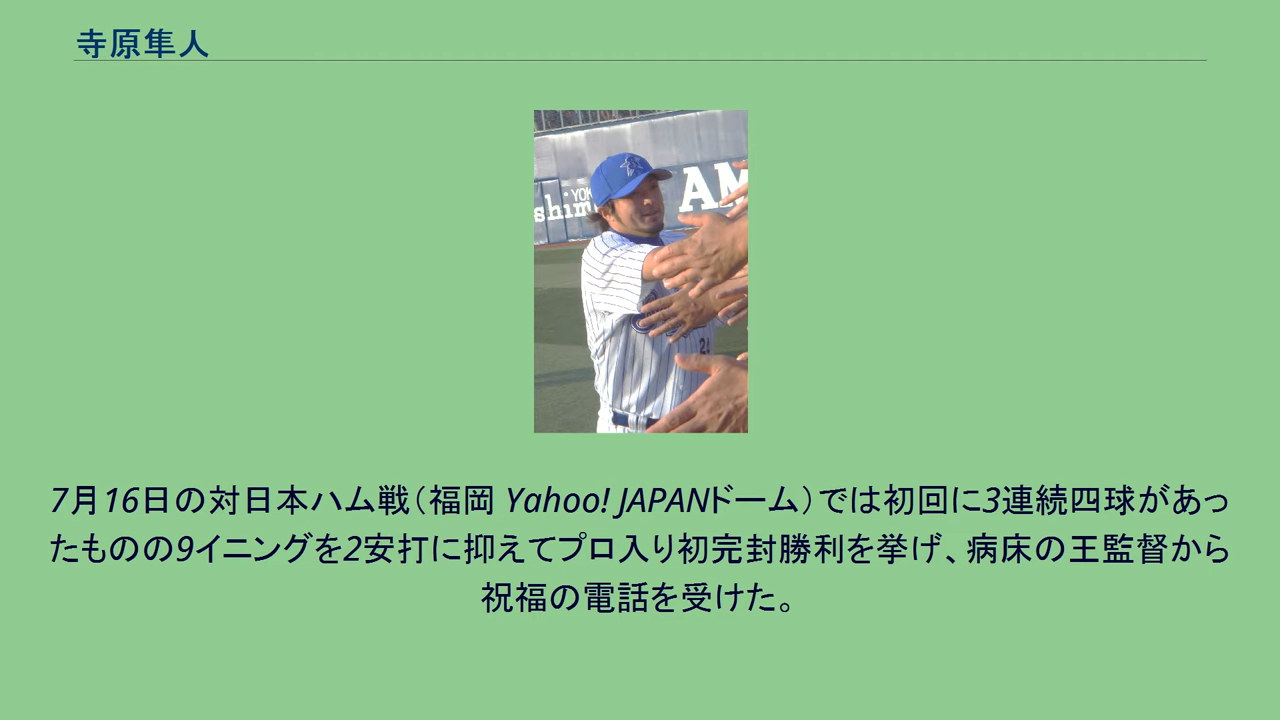 寺原隼人
YOK
shim
AM
7月16日の対日本ハム戦（福岡 Yahoo! JAPANドーム）では初回に3連続四球があっ
たものの9イニングを2安打に抑えてプロ入り初完封勝利を挙げ、病床の王監督から
祝福の電話を受けた。